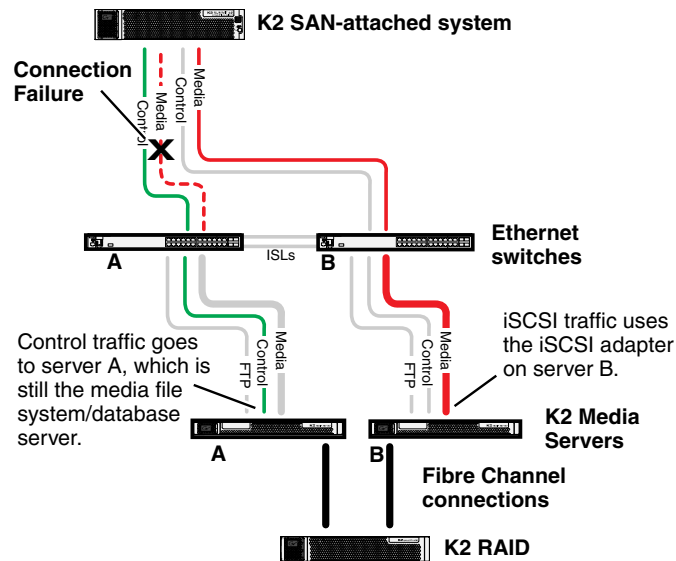 K2 SAN-attached system
Connection
Failure
Control
Media
Control
Media
A
ISLs
B
Ethernet
switches
Control traffic goes
to server A, which is
still the media file
system/database
server.
FTP
Control
Media
FTP
Control
Media
iSCSI traffic uses
the iSCSI adapter
on server B.
A
B
K2 Media
Servers
Fibre Channel
connections
K2 RAID